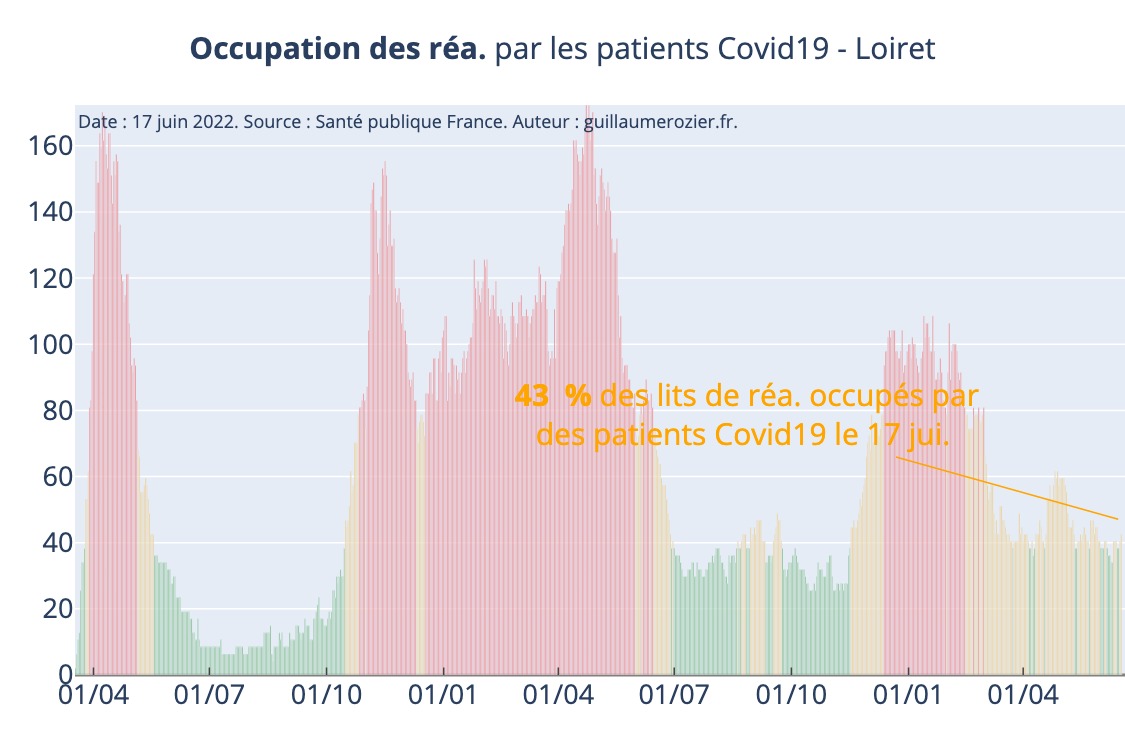 Occupation des réa. par les patients Covid19 - Loiret
Date : 17 juin 2022. Source : Santé publique France. Auteur : guillaumerozier.fr.
160
140
120
100
80
60
40
20
0
43 % des lits de réa. occupés par
des patients Covid19 le 17 jui.
01/04 01/07 01/10 01/01 01/04 01/07 01/10 01/01 01/04